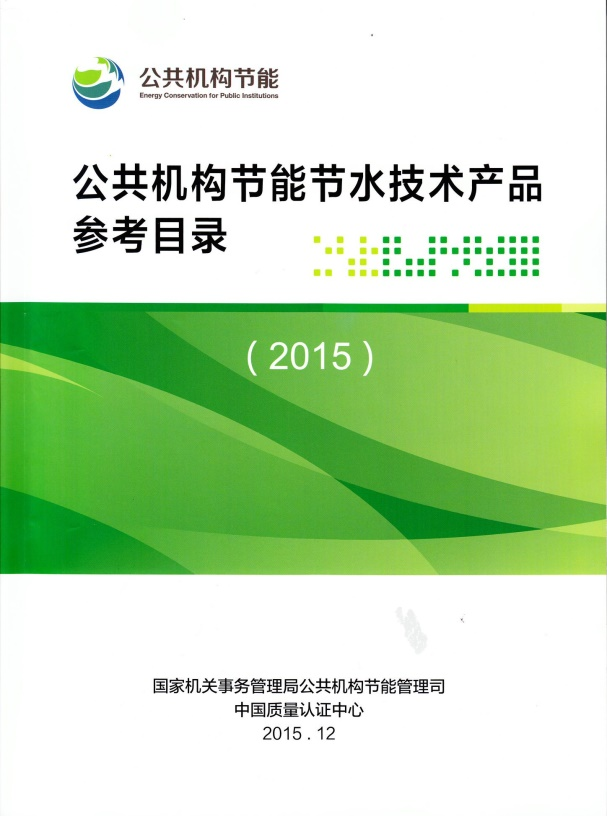 公共机构节能
Energy Conservation for Public Institutions
公共机构节能节水技术产品
参考目录
（2015）
国家机关事务管理局公共机构节能管理司
中国质量认证中心
2015 . 12